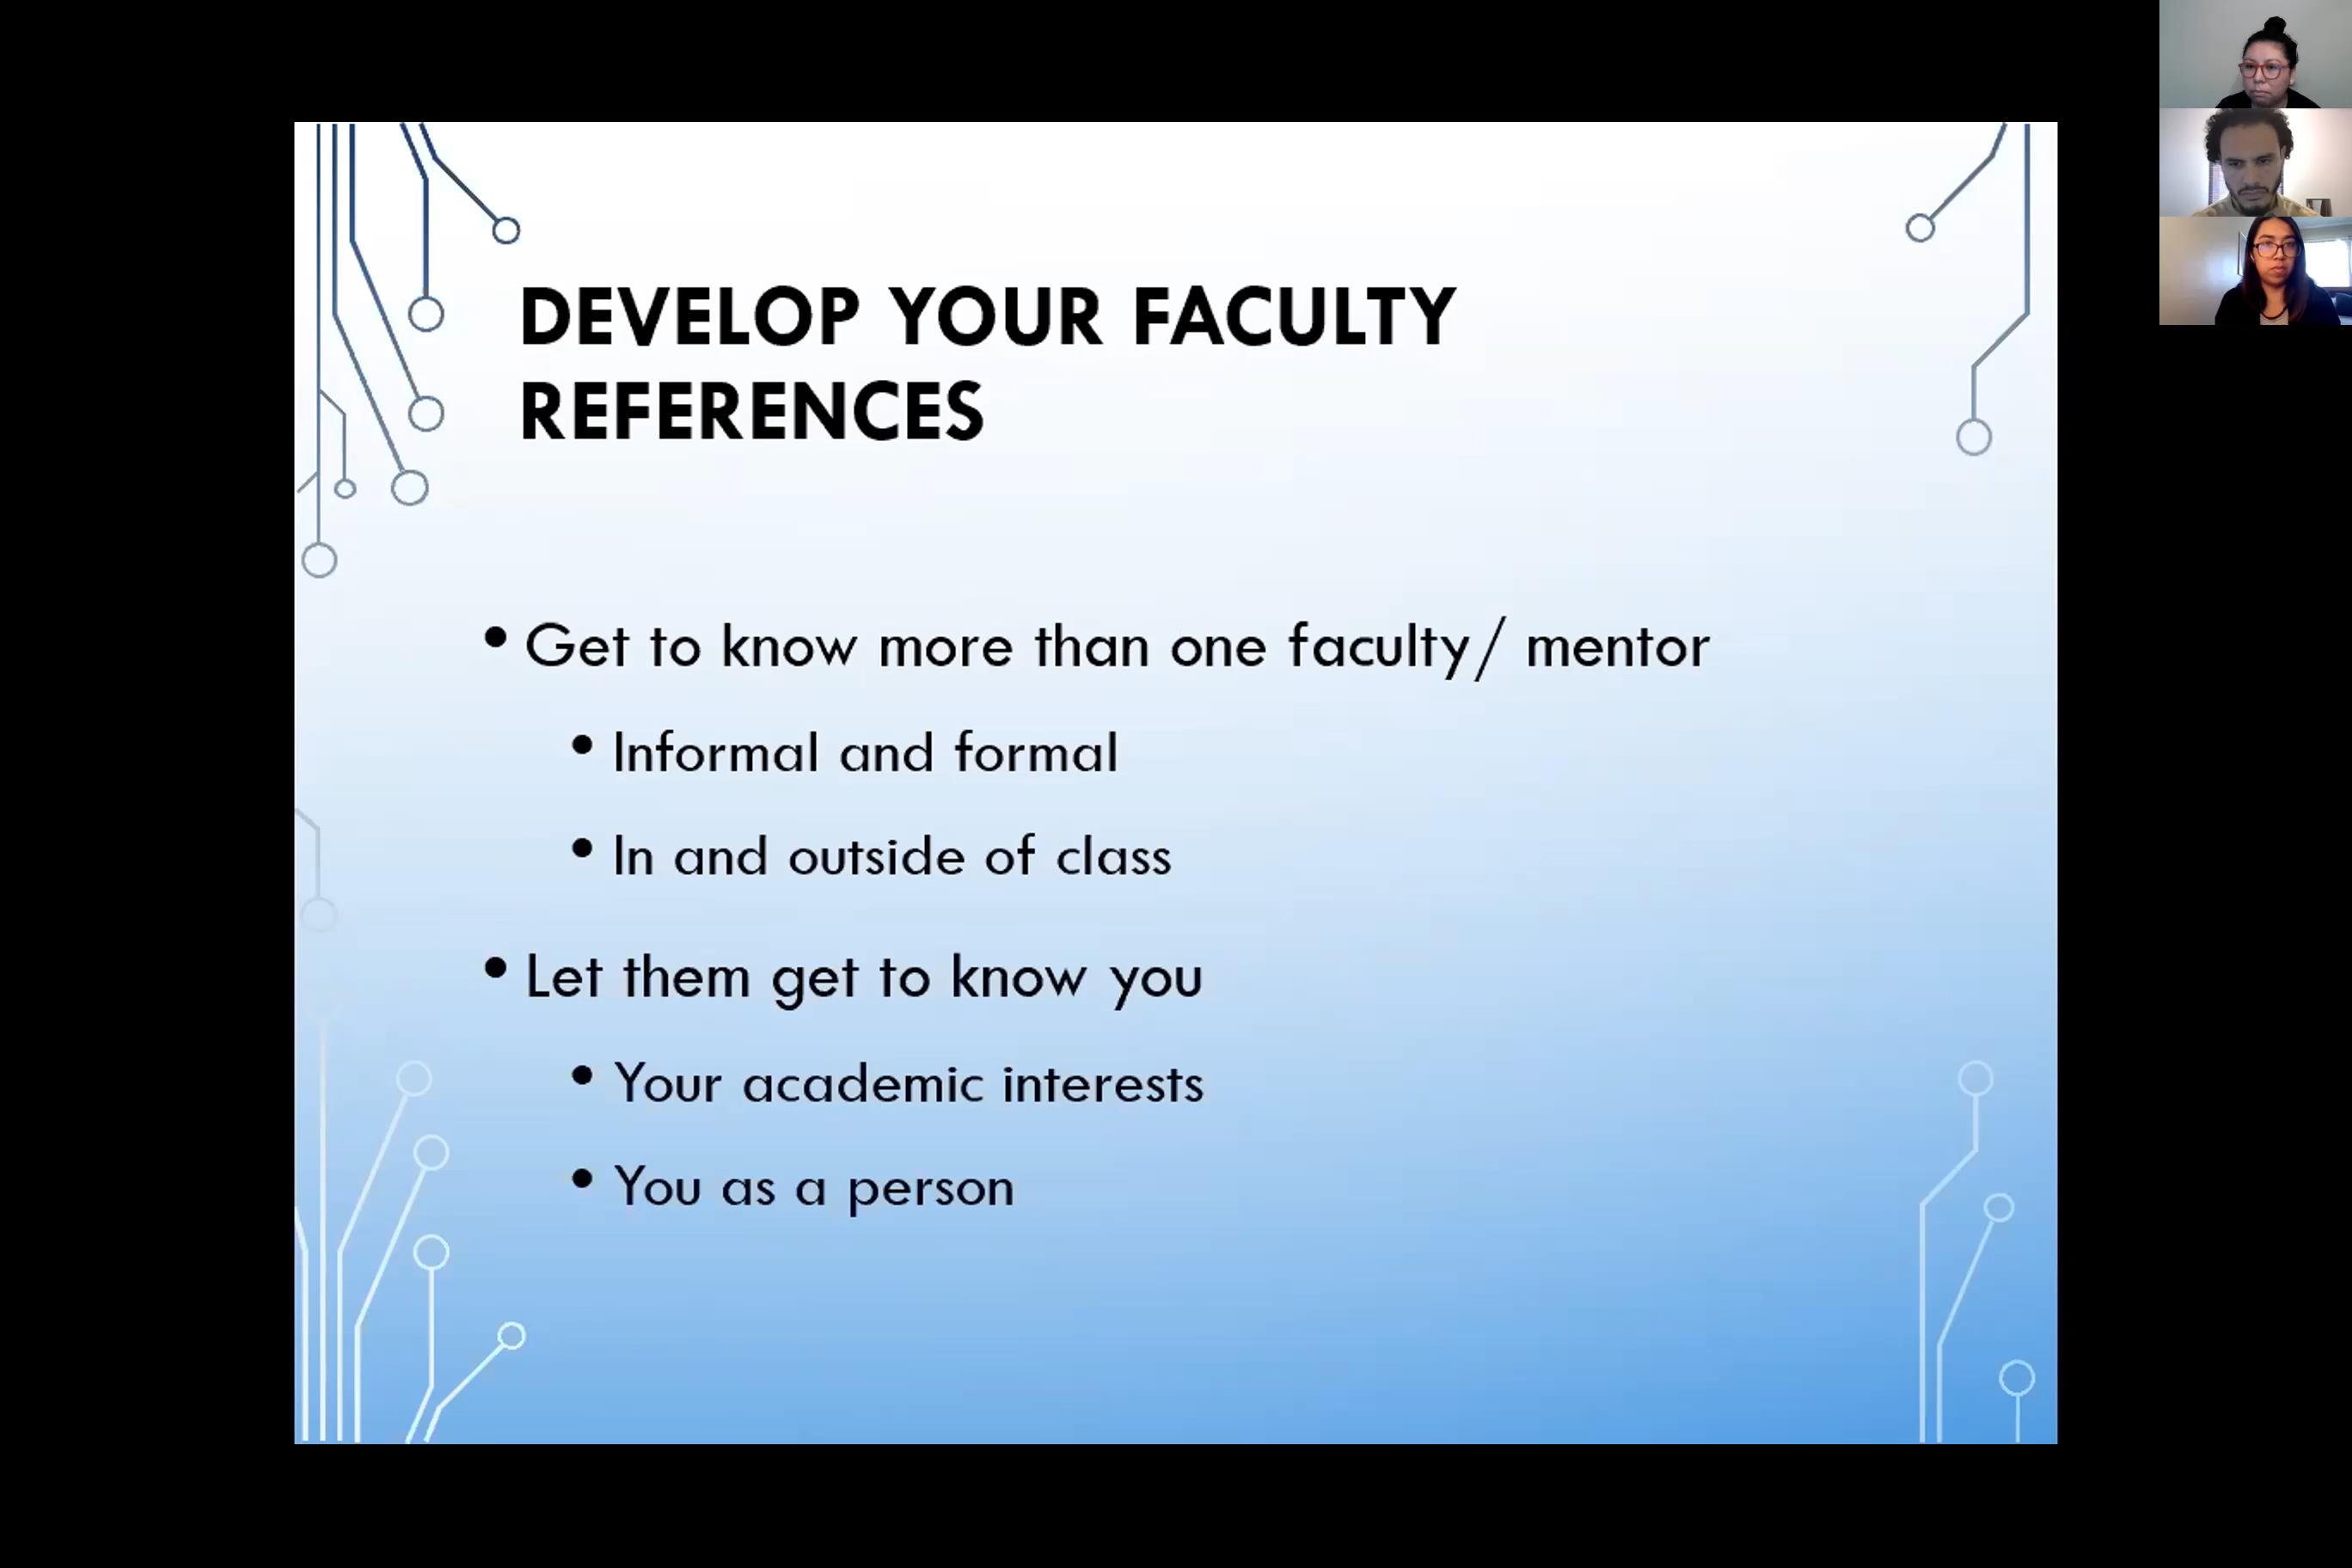 DEVELOP YOUR FACULTY
REFERENCES
• Get to know more than one faculty/ mentor
• Informal and formal
• In and outside of class
• Let them get to know you
• Your academic interests
• You as a person